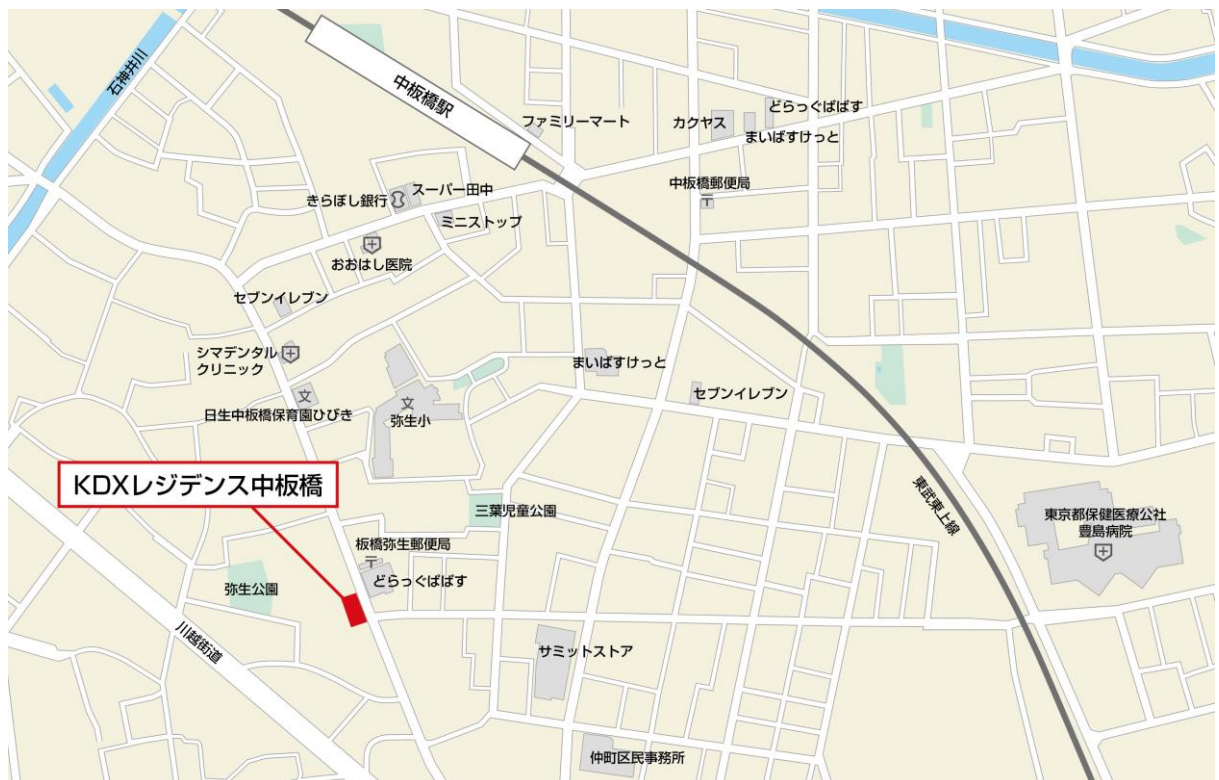 石神井川
中板橋駅
ファミリーマート
カクヤス
どらっぐぱぱす
まいばすけっと
中板橋郵便局
スーパー田中
きらぼし銀行
ミニストップ
おおはし医院
セブンイレブン
シマデンタル
クリニック
日生中板橋保育園ひびき
文
文
弥生小
まいばすけっと
セブンイレブン
KDXレジデンス中板橋
三葉児童公園
東武東上線
東京都保健医療公社
豊島病院
板橋弥生郵便局
どらっぐぱぱす
弥生公園
川越街道
サミットストア
仲町区民事務所